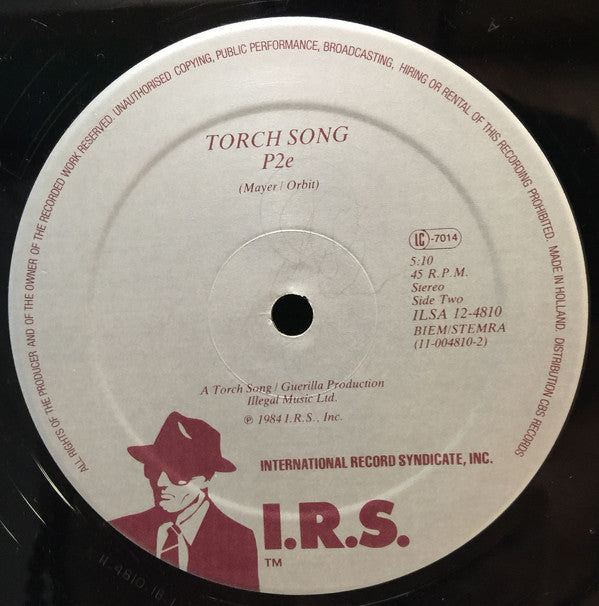 ALL RIGHTS OF THE PRODUCER AND OF THE OWNER OF THE RECORDED WORK RESERVED. UNAUTHORISED COPYING, PUBLIC PERFORMANCE, BROADCASTING, HIRING OR RENTAL OF THIS RECORDING PROHIBITED. MADE IN HOLLAND. DISTRIBUTION CBS RECORDS
TORCH SONG
P2e
(Mayer / Orbit)
LC-7014
5:10
45 R.P.M.
Stereo
Side Two
ILSA 12-4810
BIEM/STEMRA
(11-004810-2)
A Torch Song / Guerilla Production
Illegal Music Ltd.
℗ 1984 I.R.S., Inc.
INTERNATIONAL RECORD SYNDICATE, INC.
I.R.S.
TM